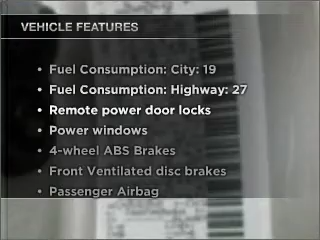 VEHICLE FEATURES
• Fuel Consumption: City: 19
• Fuel Consumption: Highway: 27
• Remote power door locks
• Power windows
• 4-wheel ABS Brakes
• Front Ventilated disc brakes
• Passenger Airbag